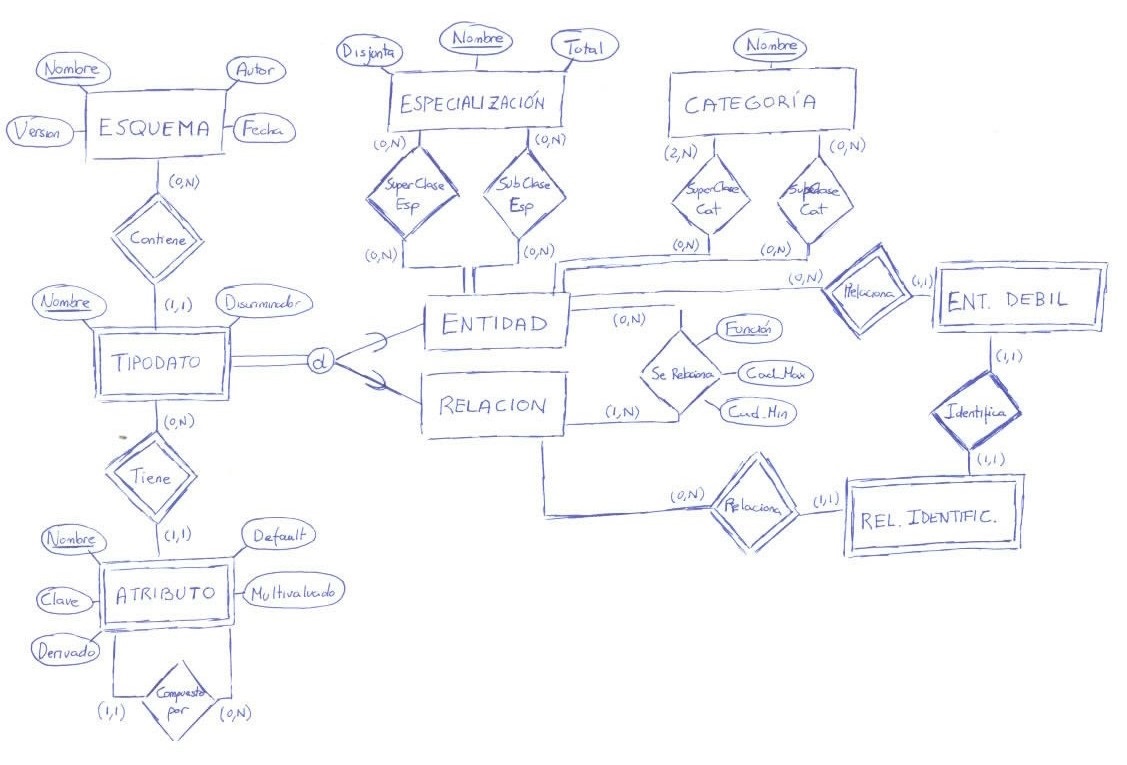 Disjonta
Nombre
Total
Nombre
Nombre
Autor
ESPECIALIZACIÓN
CATEGORÍA
Version
ESQUEMA
Fecha
(0,N)
(0,N)
(2,N)
(0,N)
(0,N)
SuperClase
Esp
SubClase
Esp
SuperClase
Cat
Subclase
Cat
Contiene
(0,N)
(0,N)
(0,N)
(0,N)
(0,N)
Relaciona
(1,1)
ENT. DEBIL
Nombre
(1,1)
Discriminador
ENTIDAD
(0,N)
Función
TIPODATO
d
Se Relaciona
Card_Max
(1,1)
RELACION
(1,N)
Card_Min
Identifica
(0,N)
(1,1)
Tiene
(0,N)
Relaciona
(1,1)
REL. IDENTIFIC.
Nombre
(1,1)
Default
Clave
ATRIBUTO
Multivaluado
Derivado
Compuesto
por
(1,1)
(0,N)